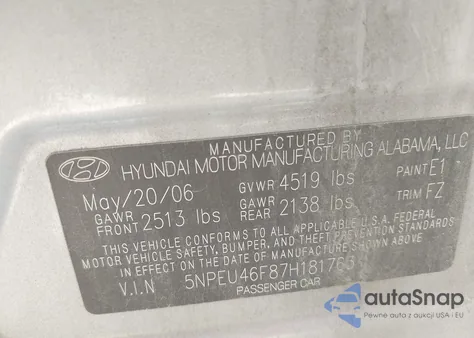 MANUFACTURED BY
HYUNDAI MOTOR MANUFACTURING ALABAMA, LLC
May/20/06 GVWR 4519 lbs PAINT E1
GAWR FRONT 2513 lbs GAWR REAR 2138 lbs TRIM FZ
THIS VEHICLE CONFORMS TO ALL APPLICABLE U.S. FEDERAL
MOTOR VEHICLE SAFETY, BUMPER, AND THEFT PREVENTION STANDARDS
IN EFFECT ON THE DATE OF MANUFACTURE SHOWN ABOVE.
V.I.N
PASSENGER CAR
autoSnap
Pewne auta z aukcji USA i EU